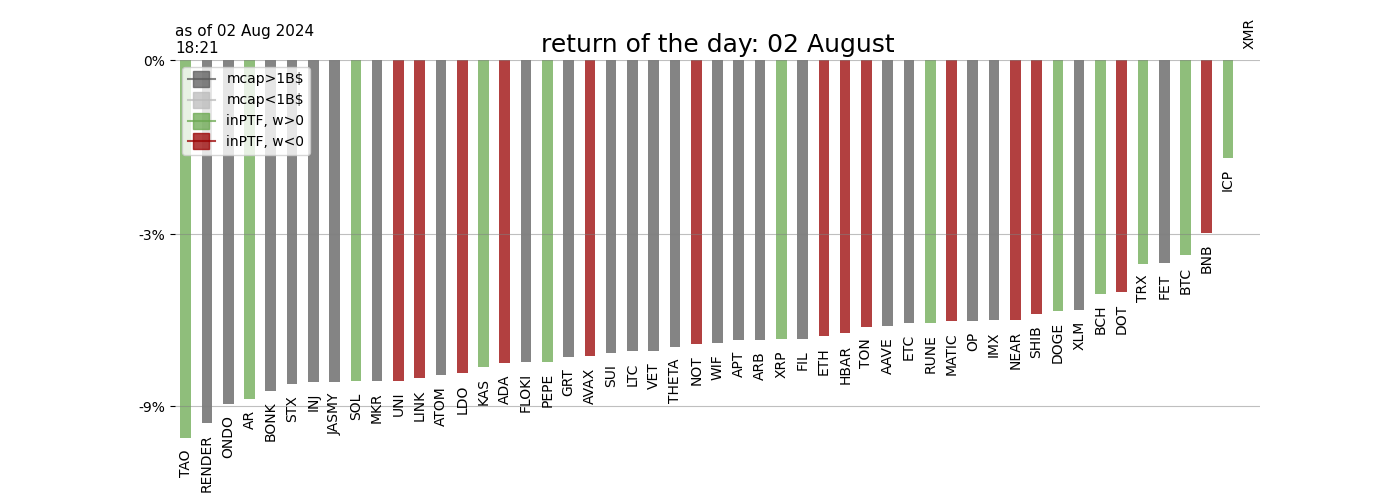 as of 02 Aug 2024
18:21
return of the day: 02 August
XMR
0%
-3%
-9%
mcap>1B$
mcap<1B$
inPTF, w>0
inPTF, w<0
TAO
RENDER
ONDO
AR
BONK
STX
INJ
JASMY
SOL
MKR
UNI
LINK
ATOM
LDO
KAS
ADA
FLOKI
PEPE
GRT
AVAX
SUI
LTC
VET
THETA
NOT
WIF
APT
ARB
XRP
FIL
ETH
HBAR
TON
AAVE
ETC
RUNE
MATIC
OP
IMX
NEAR
SHIB
DOGE
XLM
BCH
DOT
TRX
FET
BTC
BNB
ICP